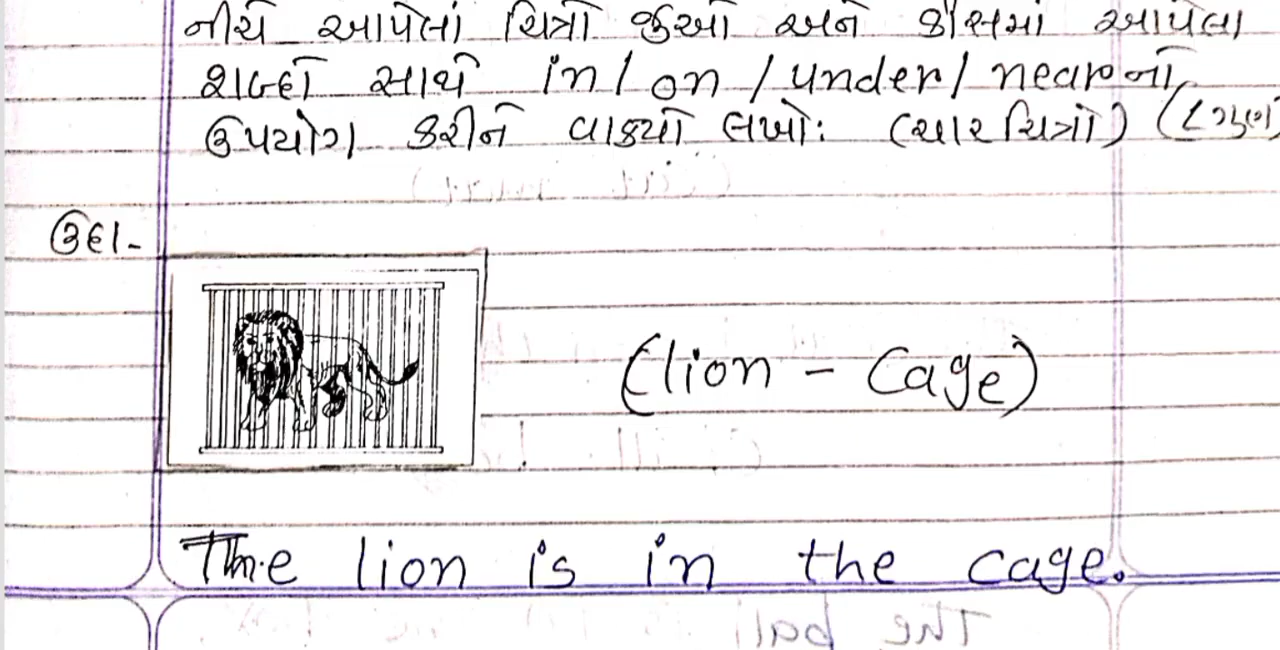 નીચે આપેલાં ચિત્રો જુઓ અને કૌંસમાં આપેલા
શબ્દો સાથે in / on / under / near નો
ઉપયોગ કરીને વાક્યો લખો: (ચાર ચિત્રો)
ઉદા-
(lion - Cage)
The lion is in the cage.